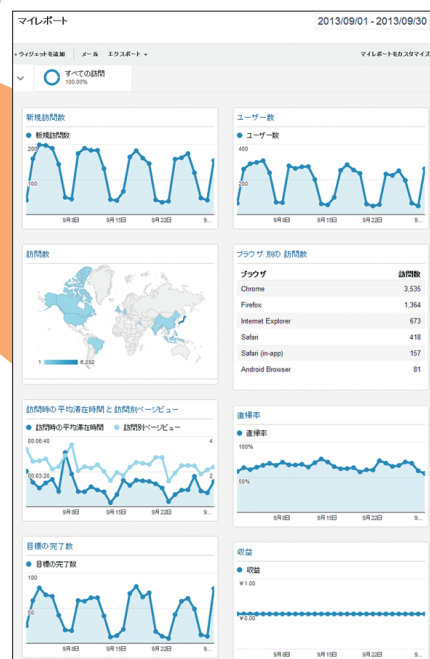 マイレポート
2013/09/01 - 2013/09/30
+ウィジェットを追加 メール エクスポート
マイレポートをカスタマイズ
すべての訪問
100.00%
新規訪問数
新規訪問数
200
100
9月8日 9月15日 9月22日 9...
ユーザー数
ユーザー数
400
200
9月8日 9月15日 9月22日 9...
訪問数
1 6,232
ブラウザ 別の 訪問数
ブラウザ 訪問数
Chrome 3,535
Firefox 1,364
Internet Explorer 673
Safari 418
Safari (in-app) 157
Android Browser 81
訪問時の平均滞在時間 と 訪問別ページビュー
訪問時の平均滞在時間 訪問別ページビュー
00:06:40 4
00:03:20 2
9月8日 9月15日 9月22日 9...
直帰率
直帰率
100%
50%
9月8日 9月15日 9月22日 9...
目標の完了数
目標の完了数
100
50
9月8日 9月15日 9月22日 9...
収益
収益
¥1.00
¥0.00
9月8日 9月15日 9月22日 9...